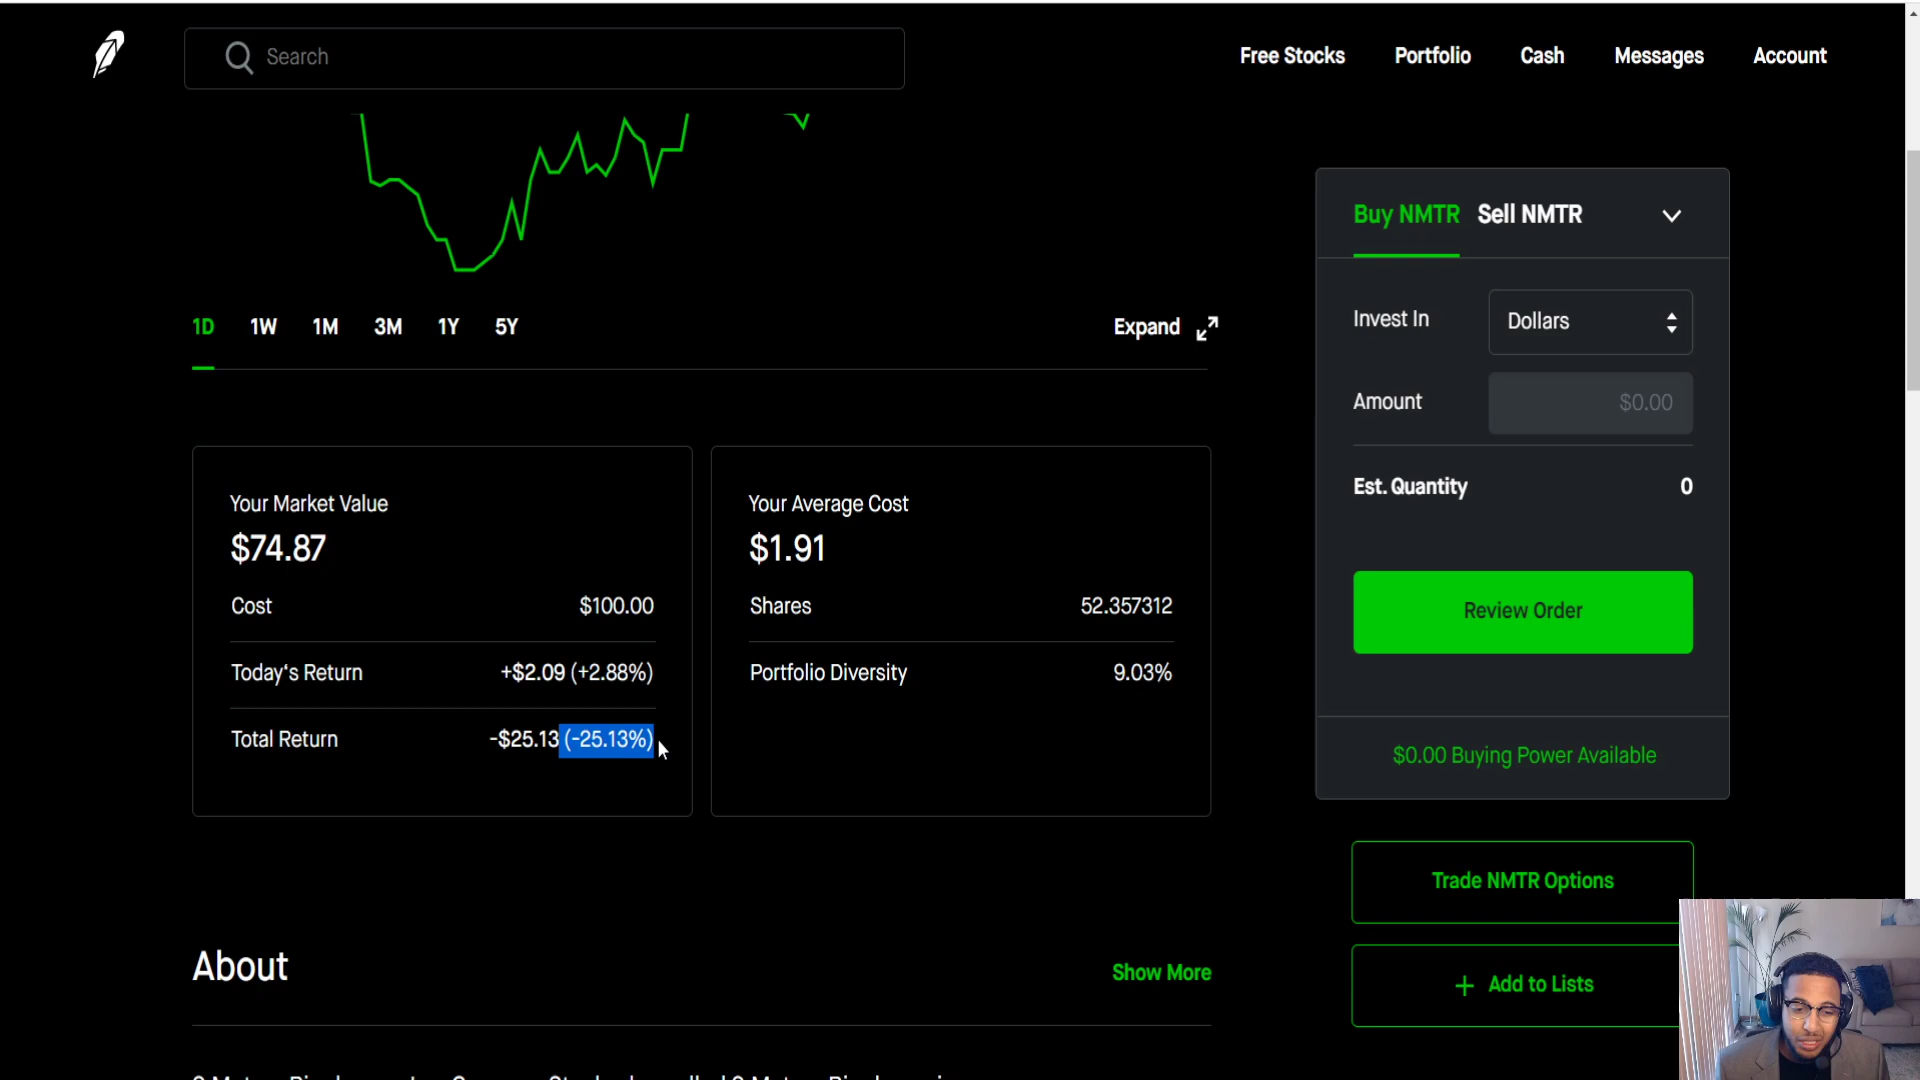 Search
Free Stocks
Portfolio
Cash
Messages
Account
Buy NMTR
Sell NMTR
Invest In
Dollars
Amount
$0.00
Est. Quantity
0
Review Order
$0.00 Buying Power Available
Trade NMTR Options
+ Add to Lists
1D
1W
1M
3M
1Y
5Y
Expand
Your Market Value
$74.87
Cost
$100.00
Today's Return
+$2.09 (+2.88%)
Total Return
-$25.13 (-25.13%)
Your Average Cost
$1.91
Shares
52.357312
Portfolio Diversity
9.03%
About
Show More